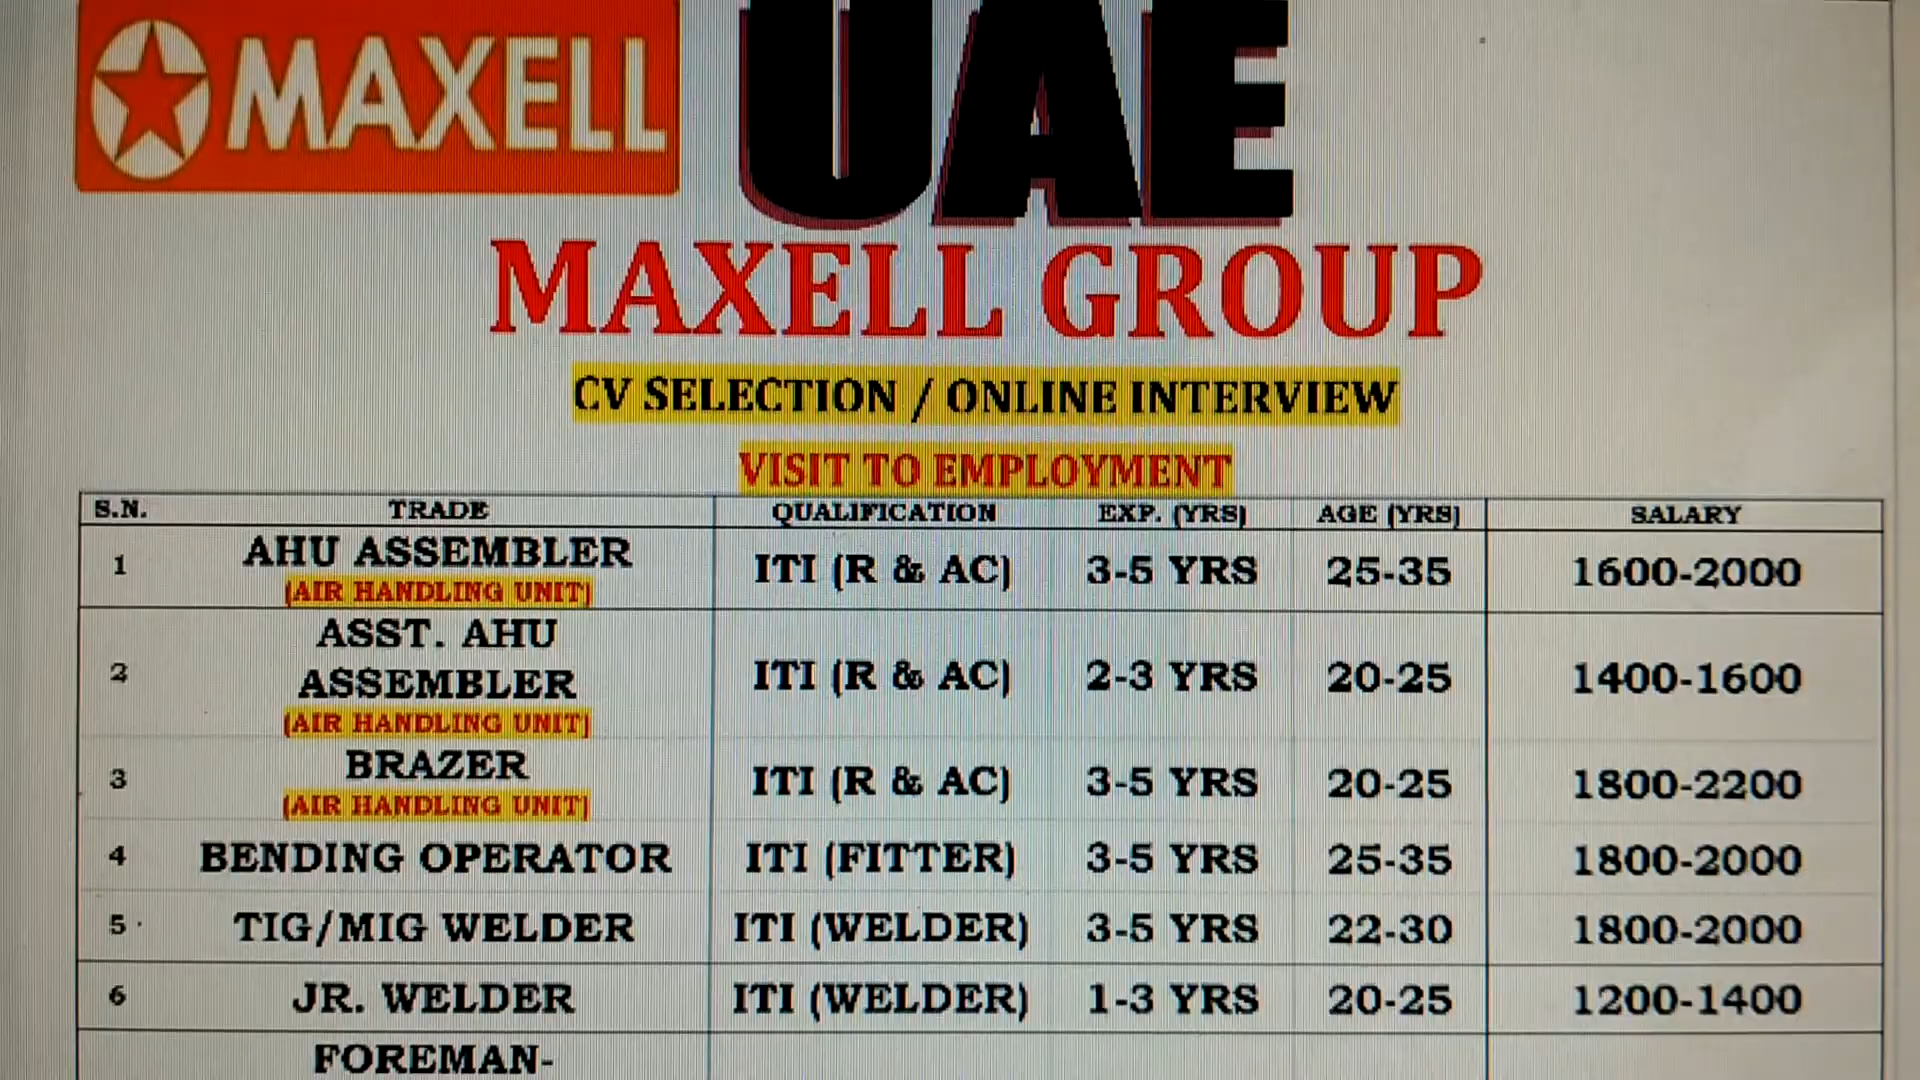 MAXELL
UAE
MAXELL GROUP
CV SELECTION / ONLINE INTERVIEW
VISIT TO EMPLOYMENT
S.N. TRADE QUALIFICATION EXP. (YRS) AGE (YRS) SALARY
1 AHU ASSEMBLER (AIR HANDLING UNIT) ITI (R & AC) 3-5 YRS 25-35 1600-2000
2 ASST. AHU ASSEMBLER (AIR HANDLING UNIT) ITI (R & AC) 2-3 YRS 20-25 1400-1600
3 BRAZER (AIR HANDLING UNIT) ITI (R & AC) 3-5 YRS 20-25 1800-2200
4 BENDING OPERATOR ITI (FITTER) 3-5 YRS 25-35 1800-2000
5 TIG/MIG WELDER ITI (WELDER) 3-5 YRS 22-30 1800-2000
6 JR. WELDER ITI (WELDER) 1-3 YRS 20-25 1200-1400
FOREMAN-